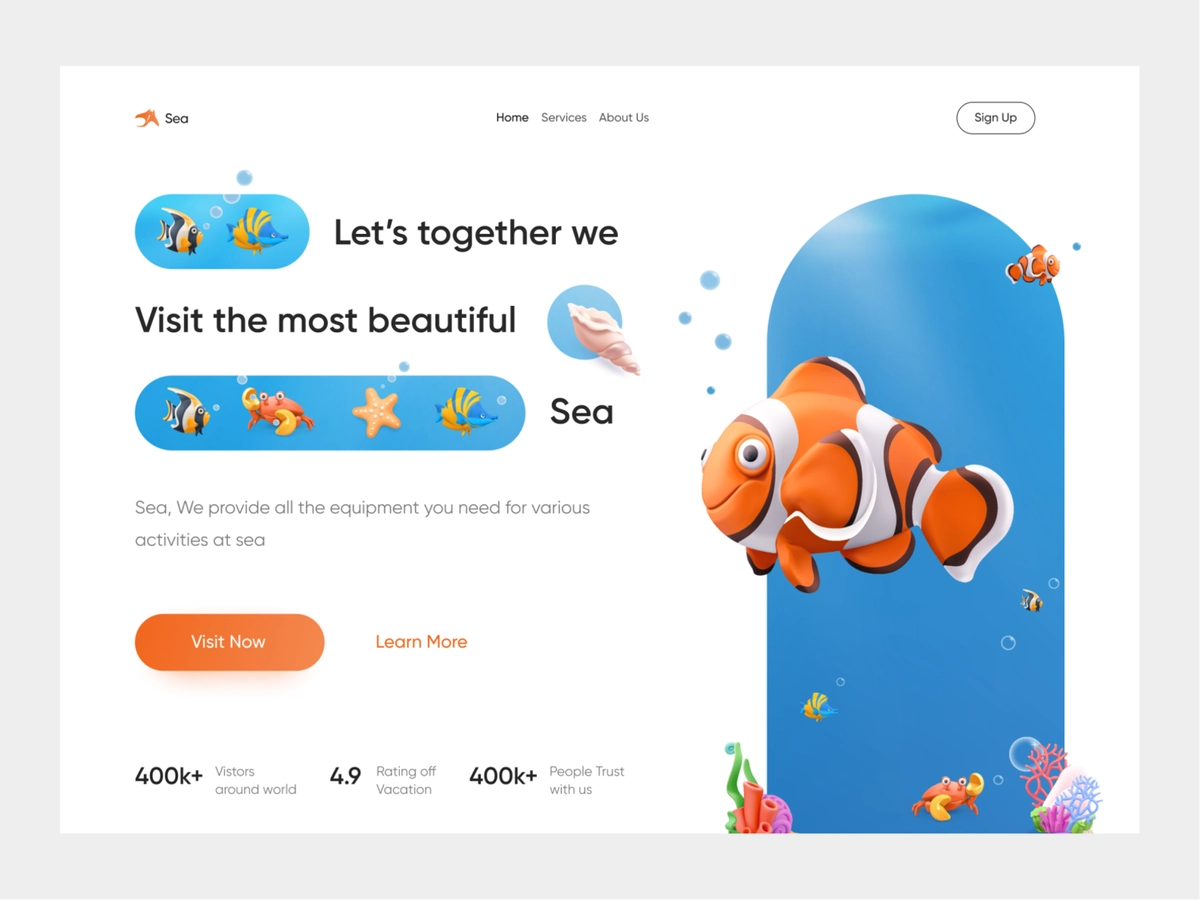 Sea
Home Services About Us
Sign Up
Let’s together we
Visit the most beautiful
Sea
Sea, We provide all the equipment you need for various
activities at sea
Visit Now
Learn More
400k+
Vistors
around world
4.9
Rating off
Vacation
400k+
People Trust
with us